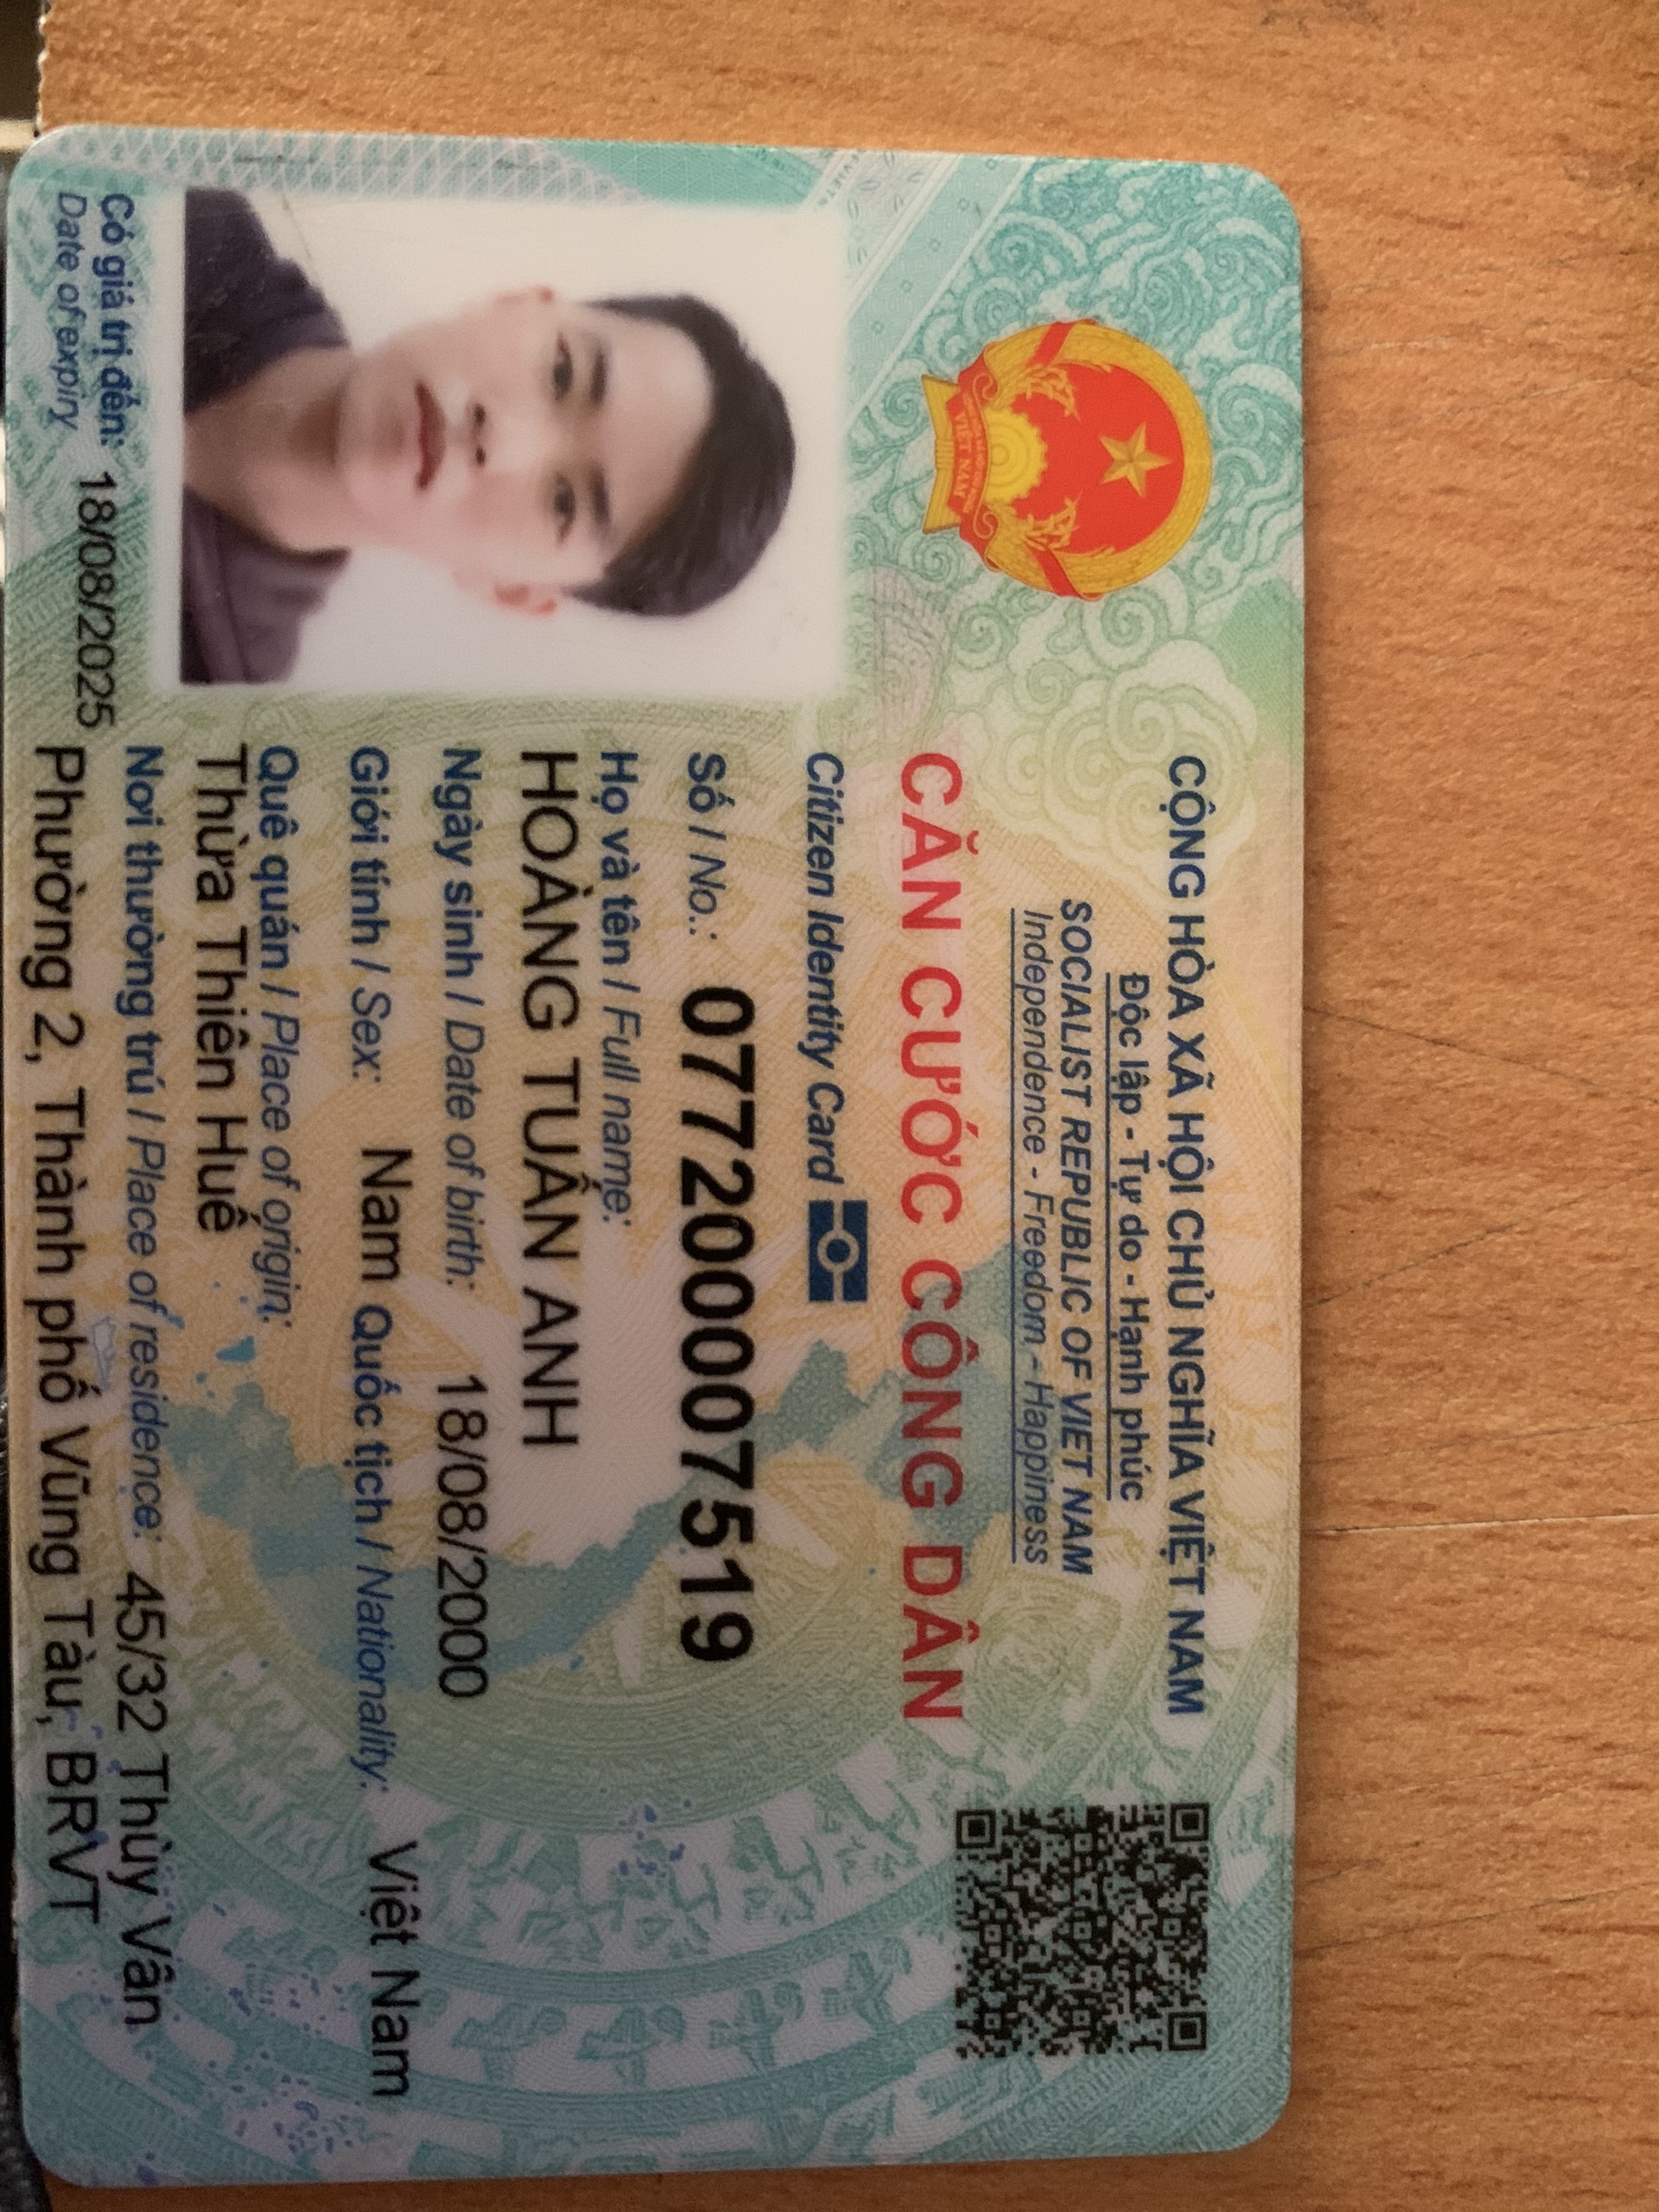 CỘNG HÒA XÃ HỘI CHỦ NGHĨA VIỆT NAM
Độc lập - Tự do - Hạnh phúc
SOCIALIST REPUBLIC OF VIET NAM
Independence - Freedom - Happiness
CĂN CƯỚC CÔNG DÂN
Citizen Identity Card
Số / No.: 077200007519
Họ và tên / Full name:
HOÀNG TUẤN ANH
Ngày sinh / Date of birth: 18/08/2000
Giới tính / Sex: Nam Quốc tịch / Nationality: Việt Nam
Quê quán / Place of origin:
Thừa Thiên Huế
Nơi thường trú / Place of residence: 45/32 Thùy Vân
Phường 2, Thành phố Vũng Tàu, BRVT
Có giá trị đến: 18/08/2025
Date of expiry
VIỆT NAM